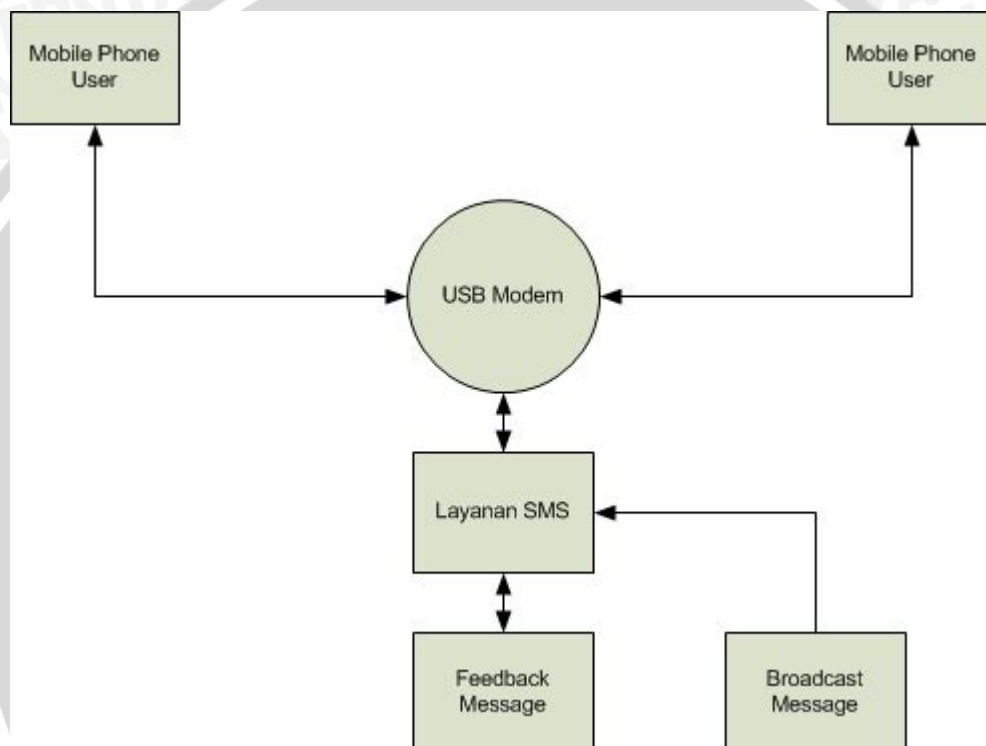 Mobile Phone
User
Mobile Phone
User
USB Modem
Layanan SMS
Feedback
Message
Broadcast
Message